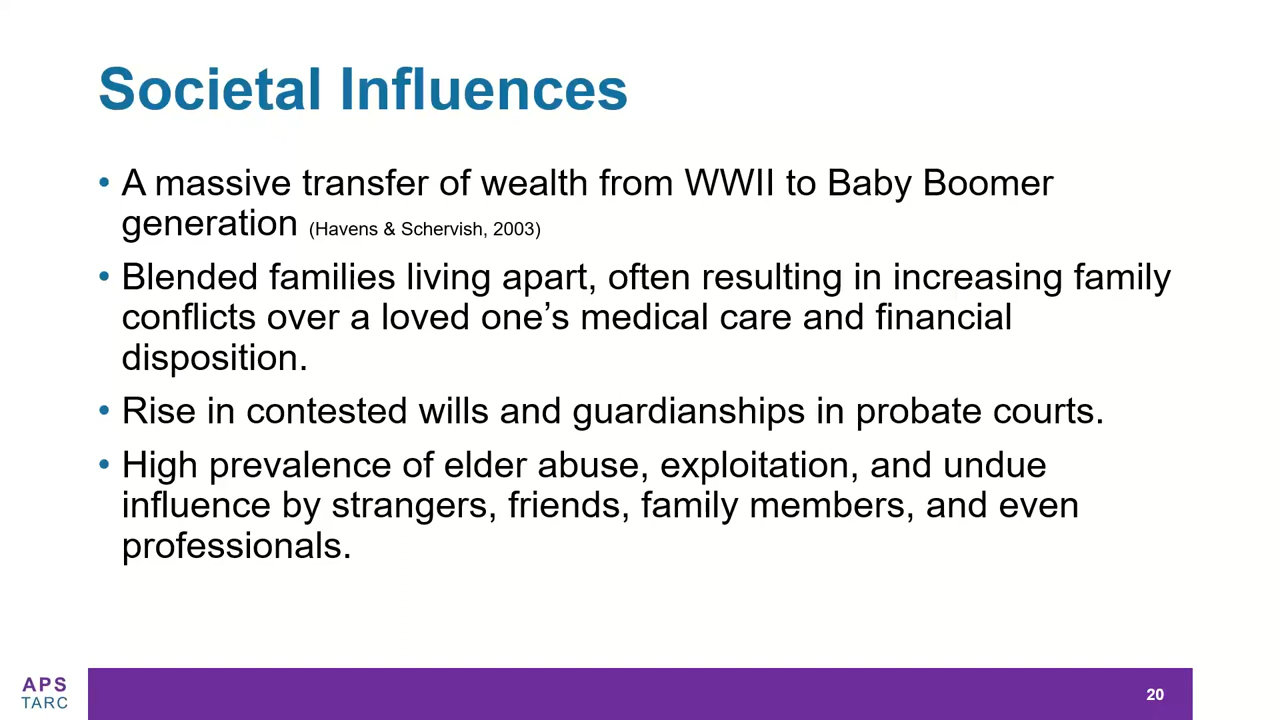 Societal Influences
• A massive transfer of wealth from WWII to Baby Boomer
generation (Havens & Schervish, 2003)
• Blended families living apart, often resulting in increasing family
conflicts over a loved one’s medical care and financial
disposition.
• Rise in contested wills and guardianships in probate courts.
• High prevalence of elder abuse, exploitation, and undue
influence by strangers, friends, family members, and even
professionals.
APS
TARC
20